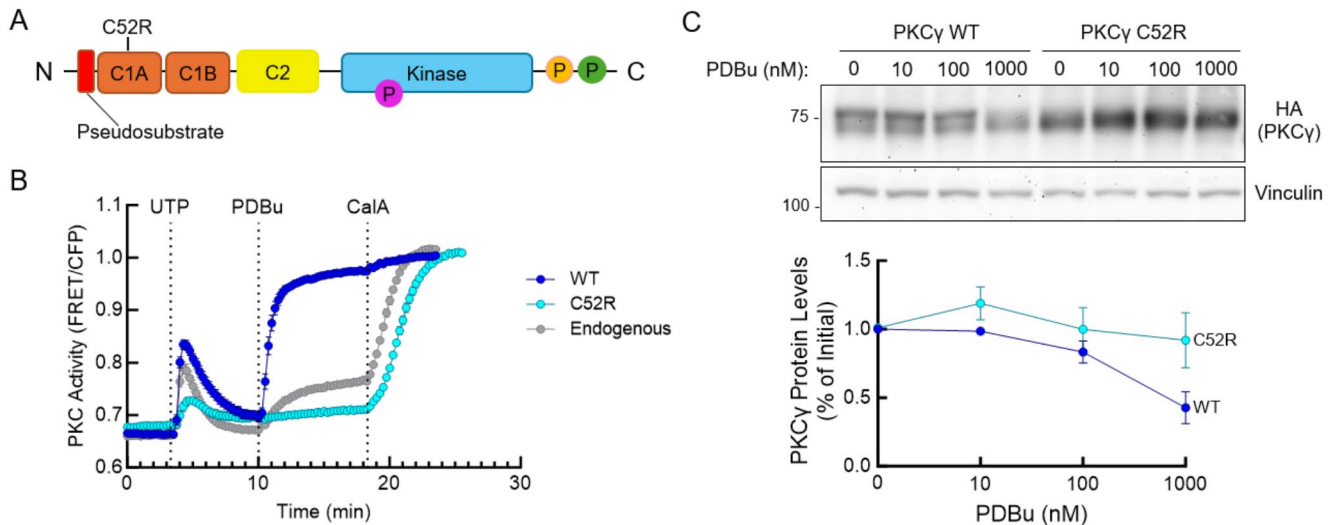 A
C52R
N
C1A
C1B
C2
Kinase
P
P
P
C
Pseudosubstrate
B
UTP
PDBu
CalA
PKC Activity (FRET/CFP)
1.1
1.0
0.9
0.8
0.7
0.6
0
10
20
30
Time (min)
WT
C52R
Endogenous
C
PKCγ WT
PKCγ C52R
PDBu (nM):
0 10 100 1000 0 10 100 1000
75 -
HA
(PKCγ)
100 -
Vinculin
PKCγ Protein Levels
(% of Initial)
1.5
1.0
0.5
0.0
C52R
WT
0 10 100 1000
PDBu (nM)